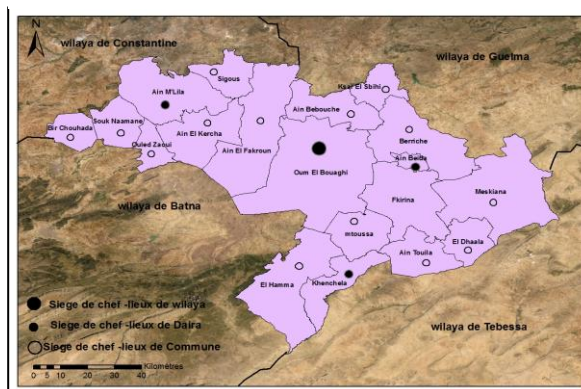 N
wilaya de Constantine
wilaya de Guelma
Sigous
Ksar El Sbihi
Ain M'Lila
Ain Bebouche
Souk Naamane
Ain El Kercha
Berriche
Bir Chouhada
Ouled Zaoui
Ain El Fakroun
Ain Beida
Oum El Bouaghi
Meskiana
Fkirina
wilaya de Batna
mtoussa
El Dhaala
Ain Touila
El Hamma
Khenchela
Siege de chef -lieux de wilaya
Siege de chef -lieux de Daira
wilaya de Tebessa
Siege de chef -lieux de Commune
Kilomètres
0 5 10 20 30 40